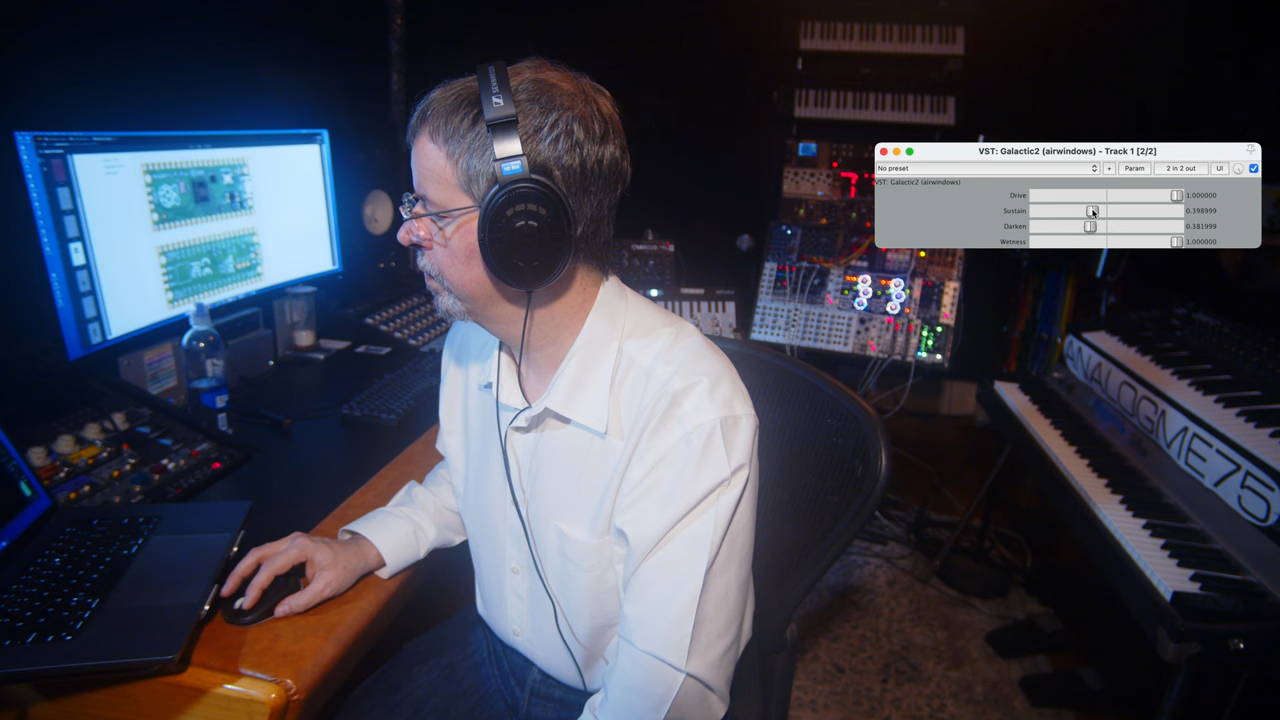 SENNHEISER
VST: Galactic2 (airwindows) - Track 1 [2/2]
No preset
+
Param
2 in 2 out
UI
VST: Galactic2 (airwindows)
Drive 1.000000
Sustain 0.398999
Darken 0.381999
Wetness 1.000000
ANALOGME75